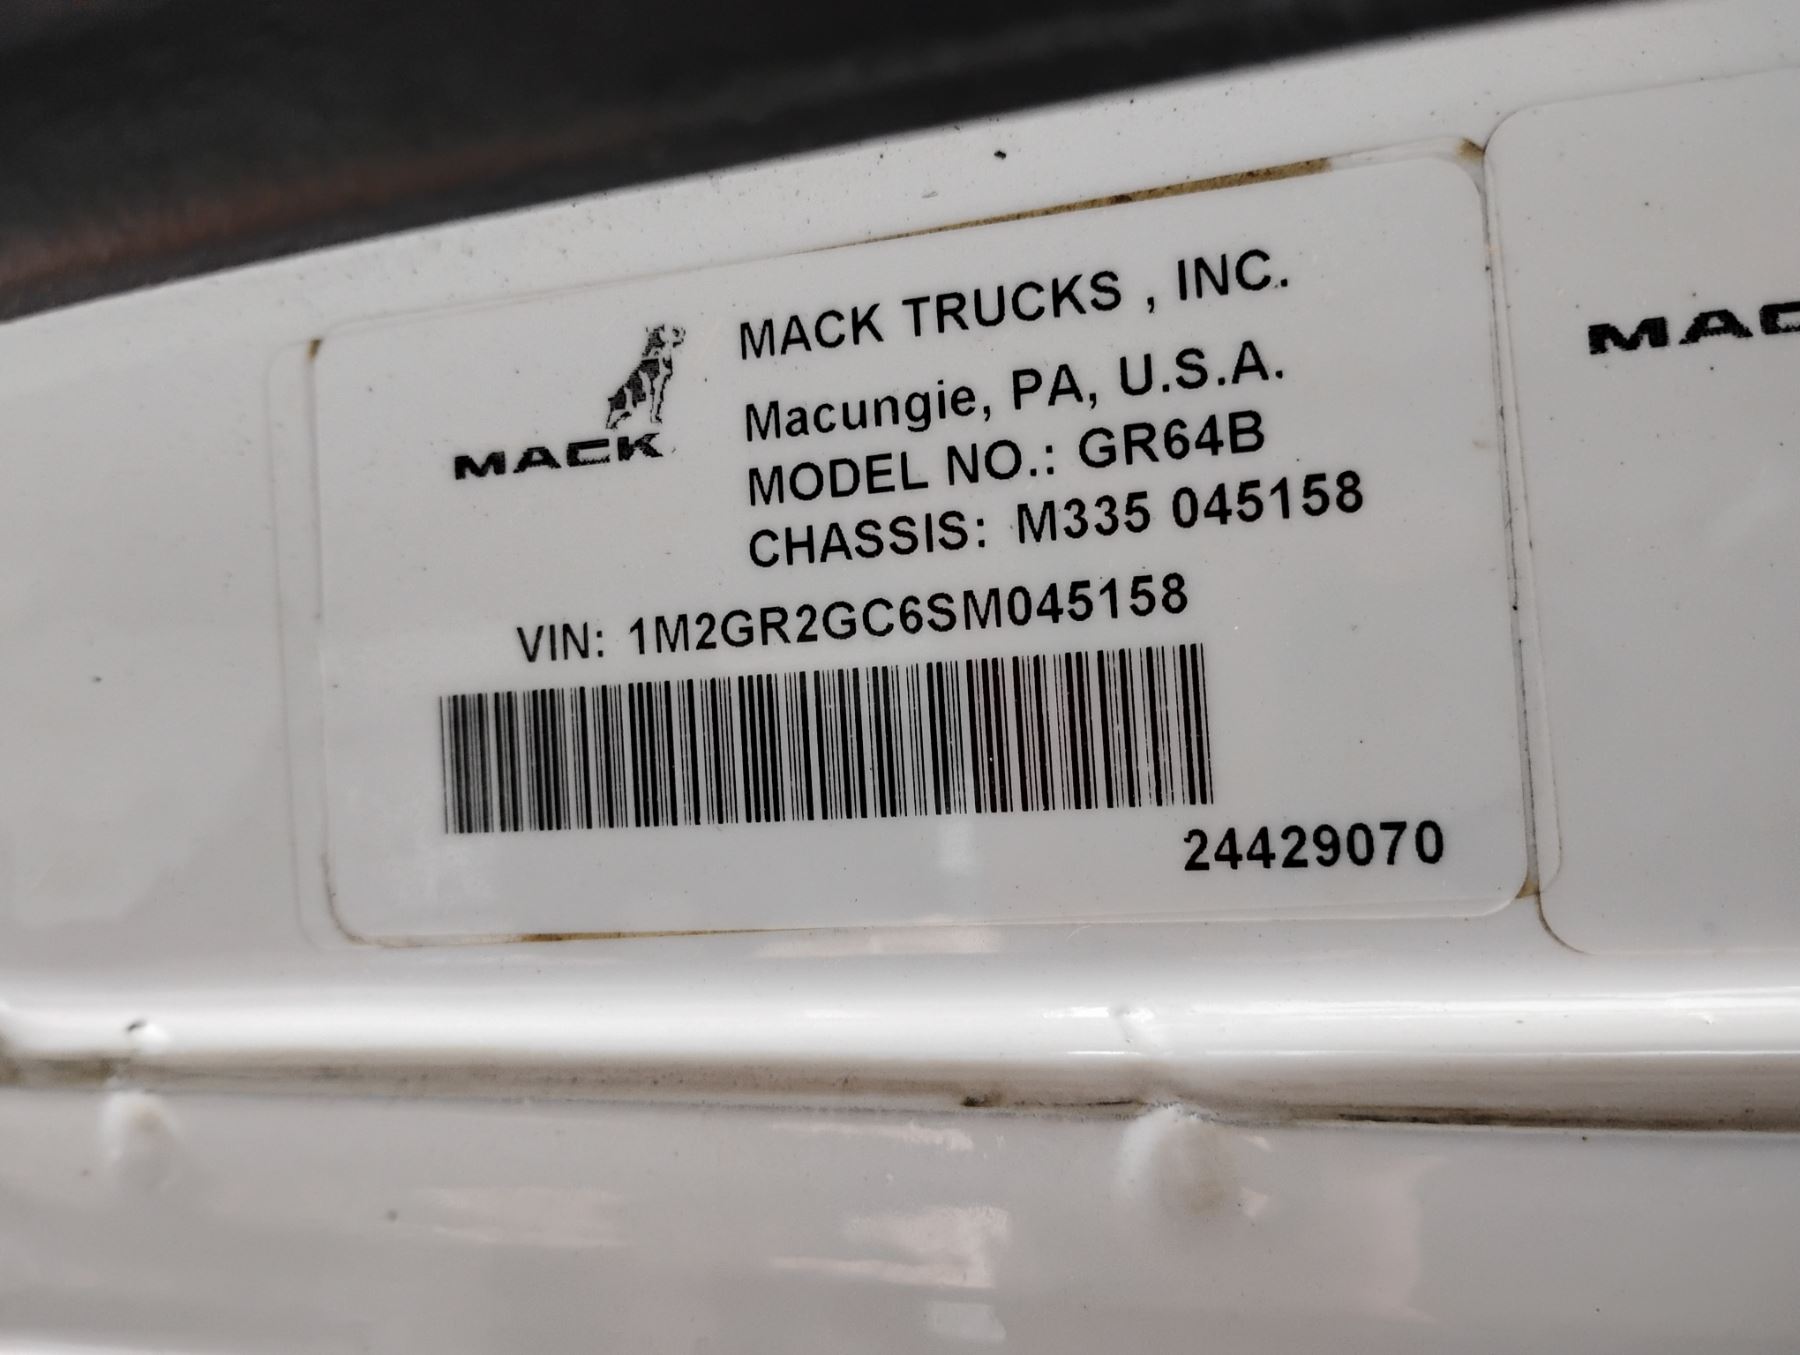 MACK TRUCKS , INC.
Macungie, PA, U.S.A.
MACK
MODEL NO.: GR64B
CHASSIS: M335 045158
VIN: 1M2GR2GC6SM045158
24429070
MAC